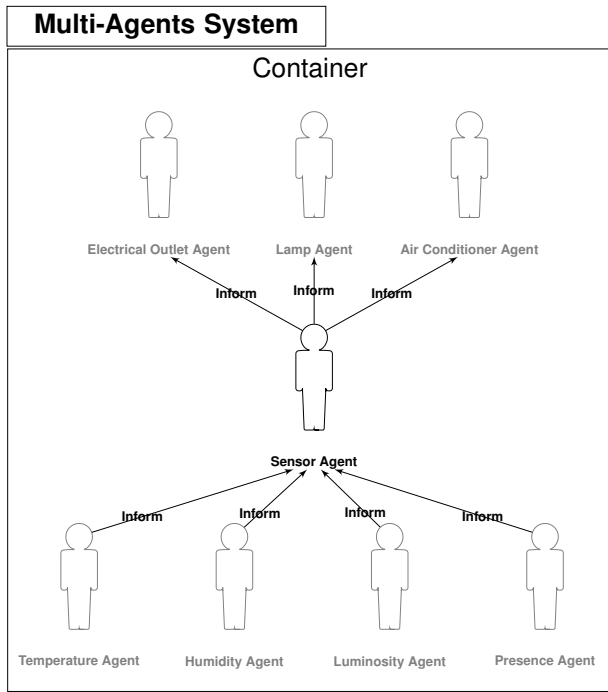 Multi-Agents System
Container
Electrical Outlet Agent
Lamp Agent
Air Conditioner Agent
Inform
Inform
Inform
Sensor Agent
Inform
Inform
Inform
Inform
Temperature Agent
Humidity Agent
Luminosity Agent
Presence Agent